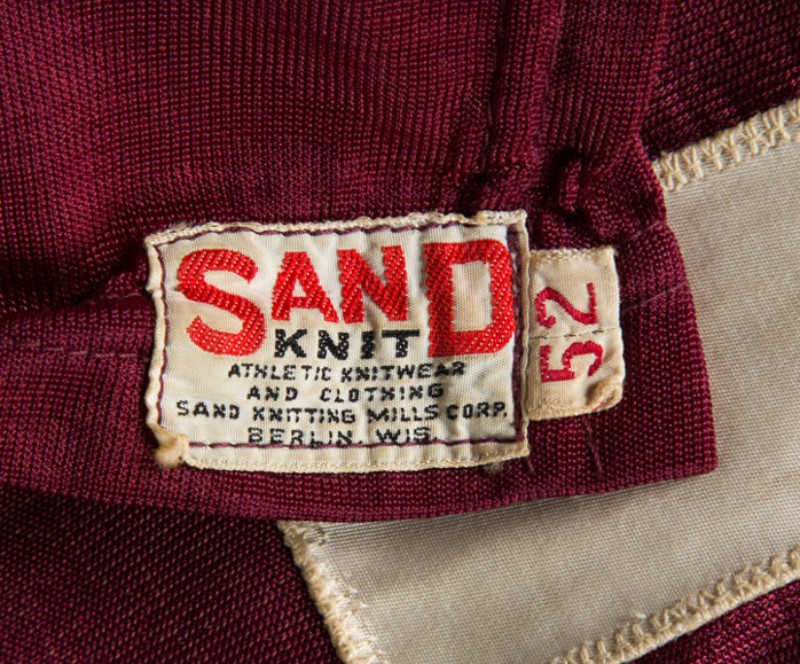 SAND
KNIT
ATHLETIC KNITWEAR
AND CLOTHING
SAND KNITTING MILLS CORP.
BERLIN, WIS.
52